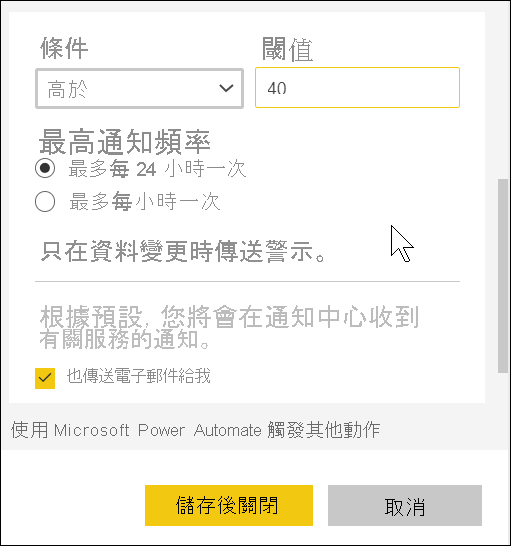 條件
閾值
高於
40
最高通知頻率
最多每 24 小時一次
最多每小時一次
只在資料變更時傳送警示。
根據預設, 您將會在通知中心收到
有關服務的通知。
也傳送電子郵件給我
使用 Microsoft Power Automate 觸發其他動作
儲存後關閉
取消